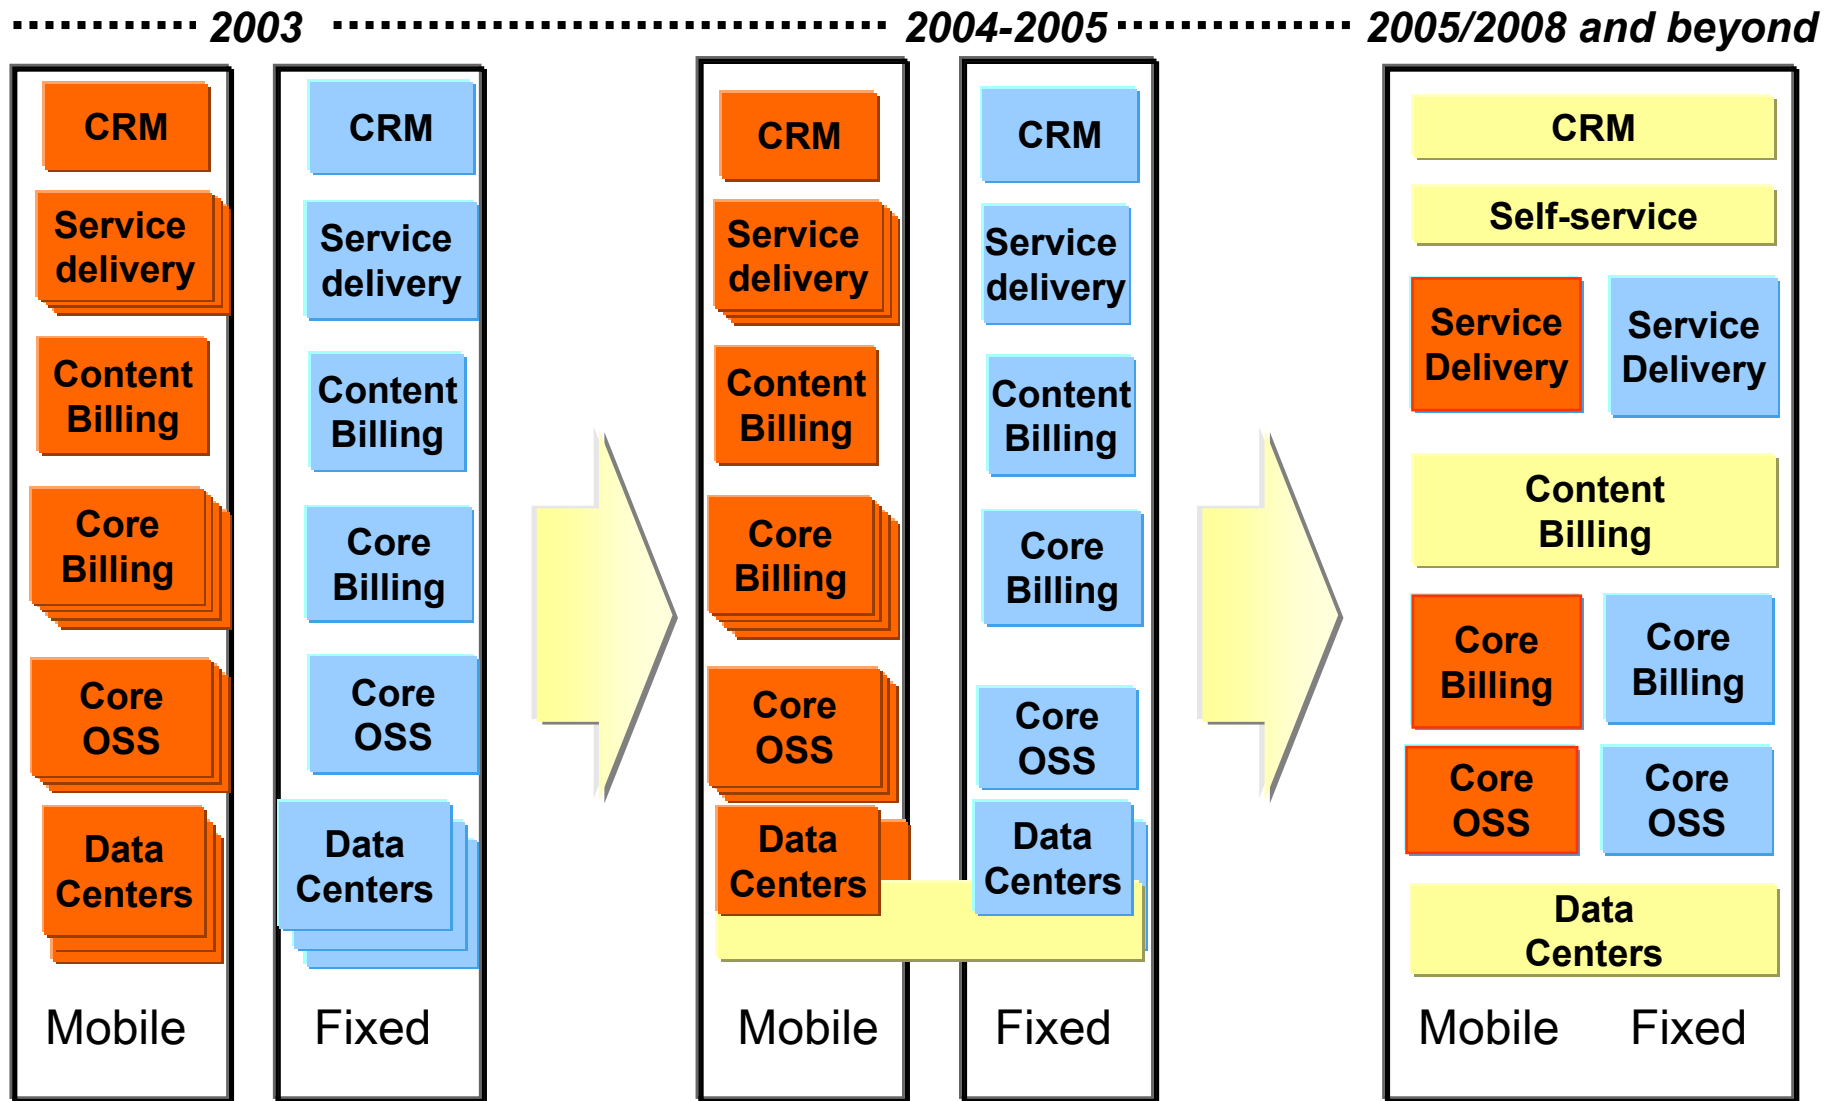 2003
2004-2005
2005/2008 and beyond
CRM
Service
delivery
Content
Billing
Core
Billing
Core
OSS
Data
Centers
Mobile
CRM
Service
delivery
Content
Billing
Core
Billing
Core
OSS
Data
Centers
Fixed
CRM
Service
delivery
Content
Billing
Core
Billing
Core
OSS
Data
Centers
Mobile
CRM
Service
delivery
Content
Billing
Core
Billing
Core
OSS
Data
Centers
Fixed
CRM
Self-service
Service
Delivery
Service
Delivery
Content
Billing
Core
Billing
Core
Billing
Core
OSS
Core
OSS
Data
Centers
Mobile
Fixed